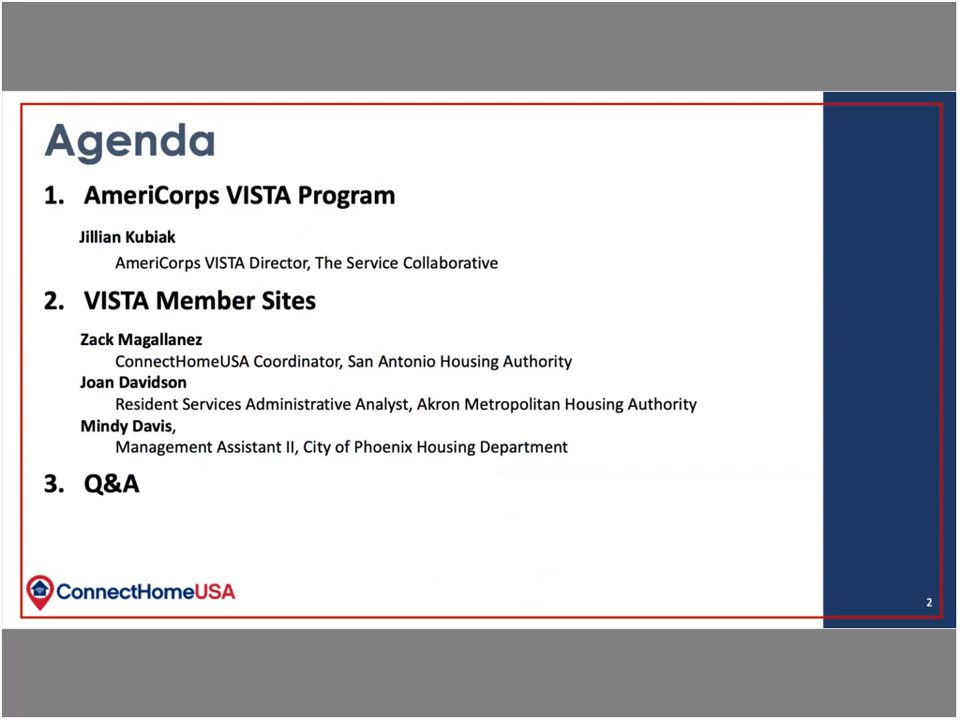 Agenda
1. AmeriCorps VISTA Program
Jillian Kubiak
AmeriCorps VISTA Director, The Service Collaborative
2. VISTA Member Sites
Zack Magallanez
ConnectHomeUSA Coordinator, San Antonio Housing Authority
Joan Davidson
Resident Services Administrative Analyst, Akron Metropolitan Housing Authority
Mindy Davis,
Management Assistant II, City of Phoenix Housing Department
3. Q&A
ConnectHomeUSA
2